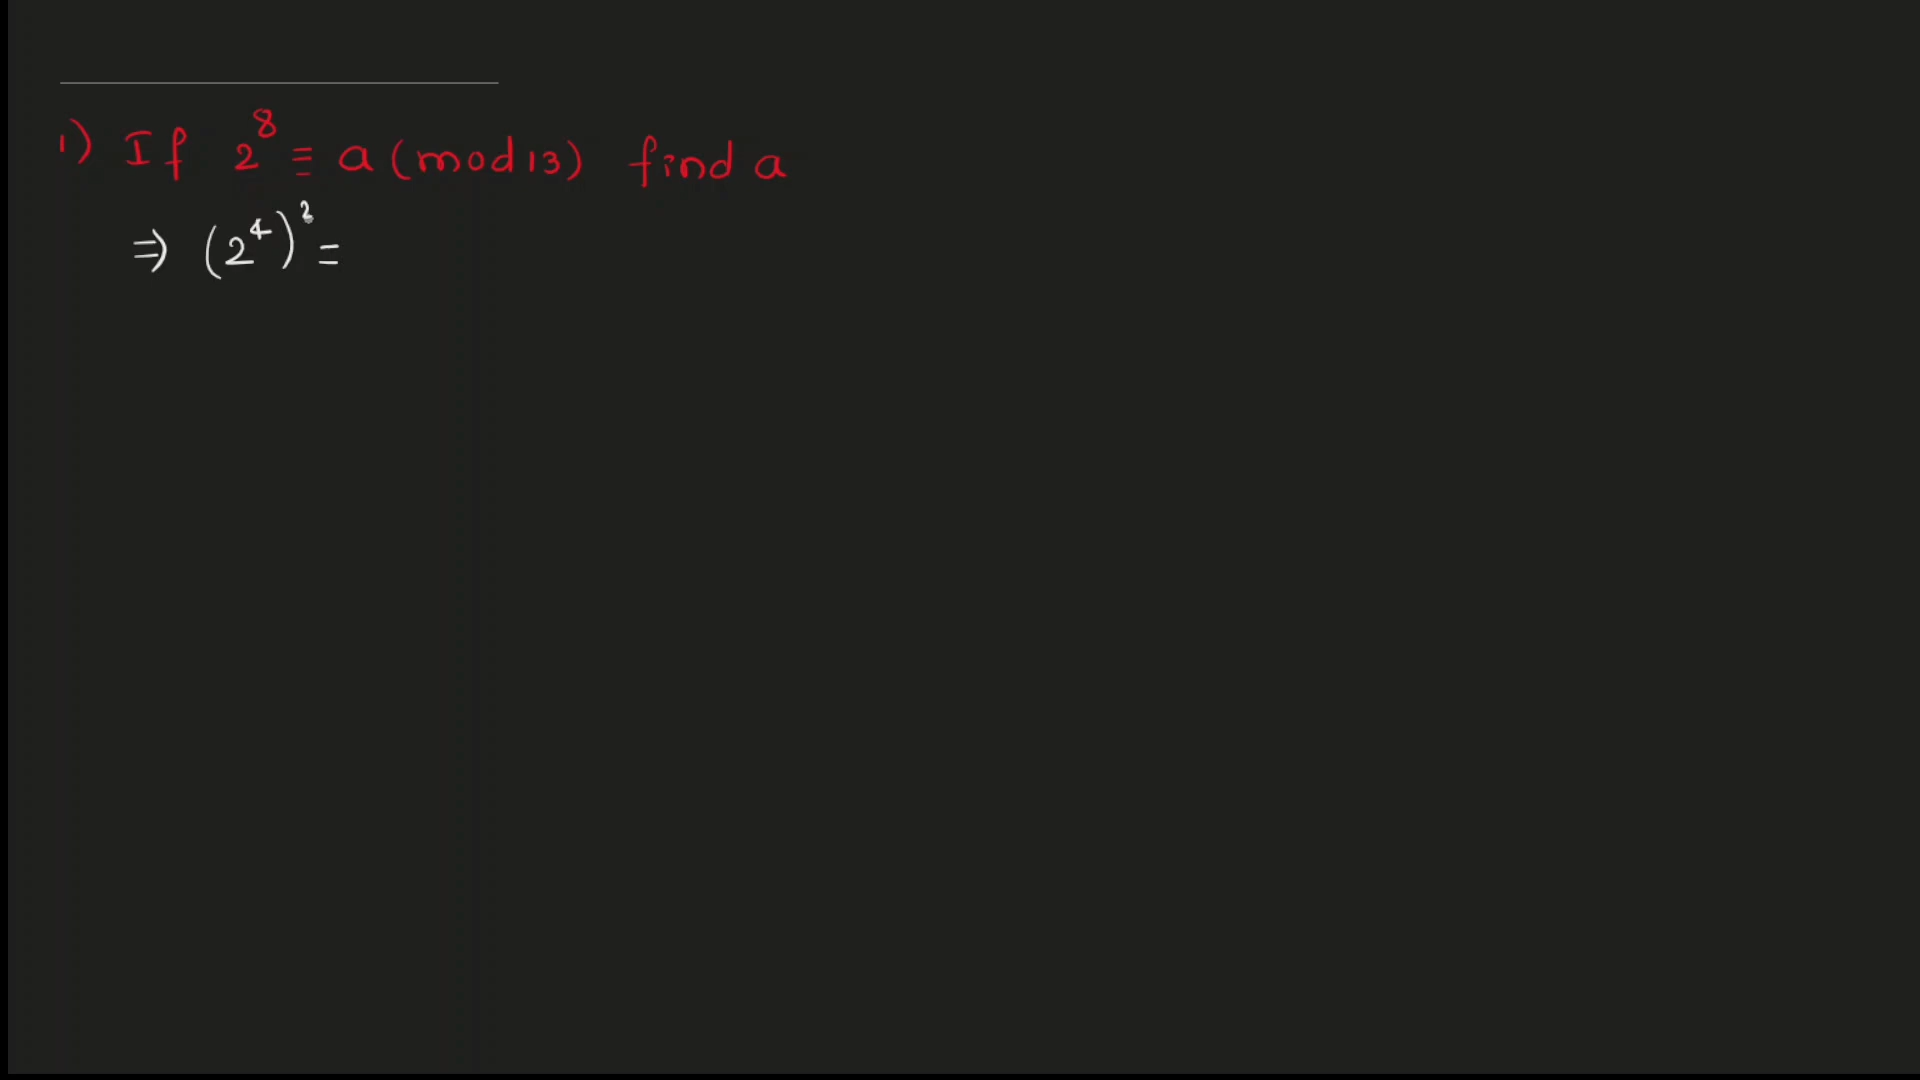 1) If 2⁸ ≡ a (mod 13) find a
⇒ (2⁴)² =